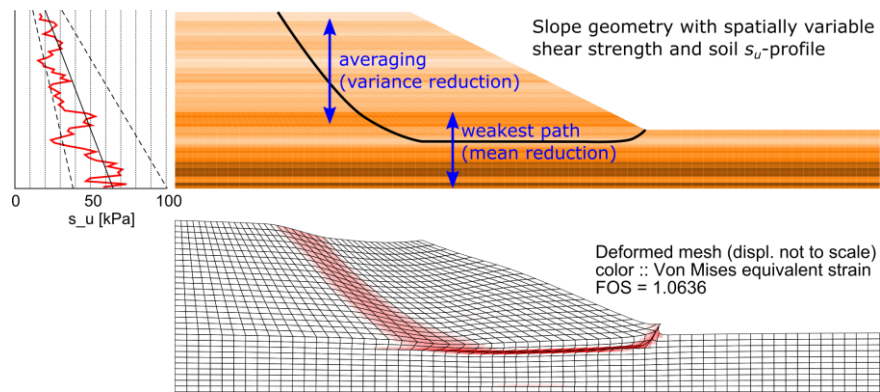 Slope geometry with spatially variable
shear strength and soil s_u-profile
averaging
(variance reduction)
weakest path
(mean reduction)
0 50 100
s_u [kPa]
Deformed mesh (displ. not to scale)
color :: Von Mises equivalent strain
FOS = 1.0636